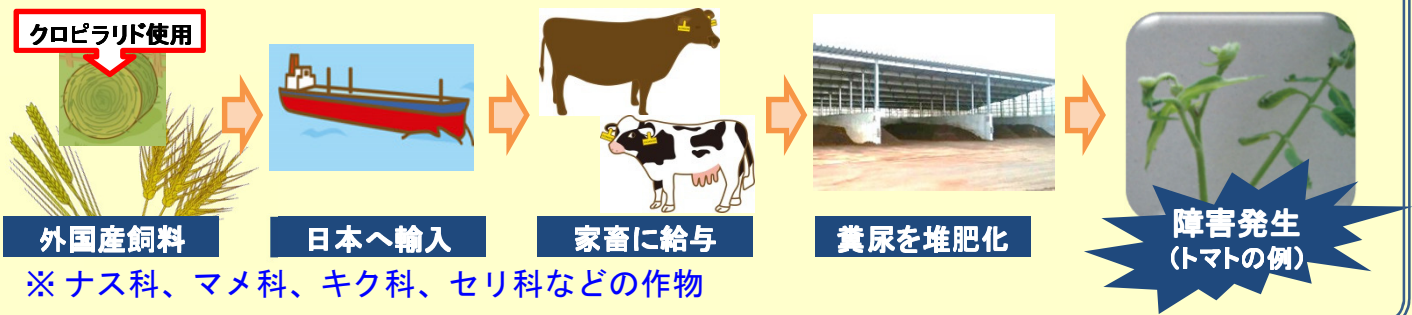 クロピラリド使用
外国産飼料
日本へ輸入
家畜に給与
糞尿を堆肥化
障害発生
（トマトの例）
※ ナス科、マメ科、キク科、セリ科などの作物